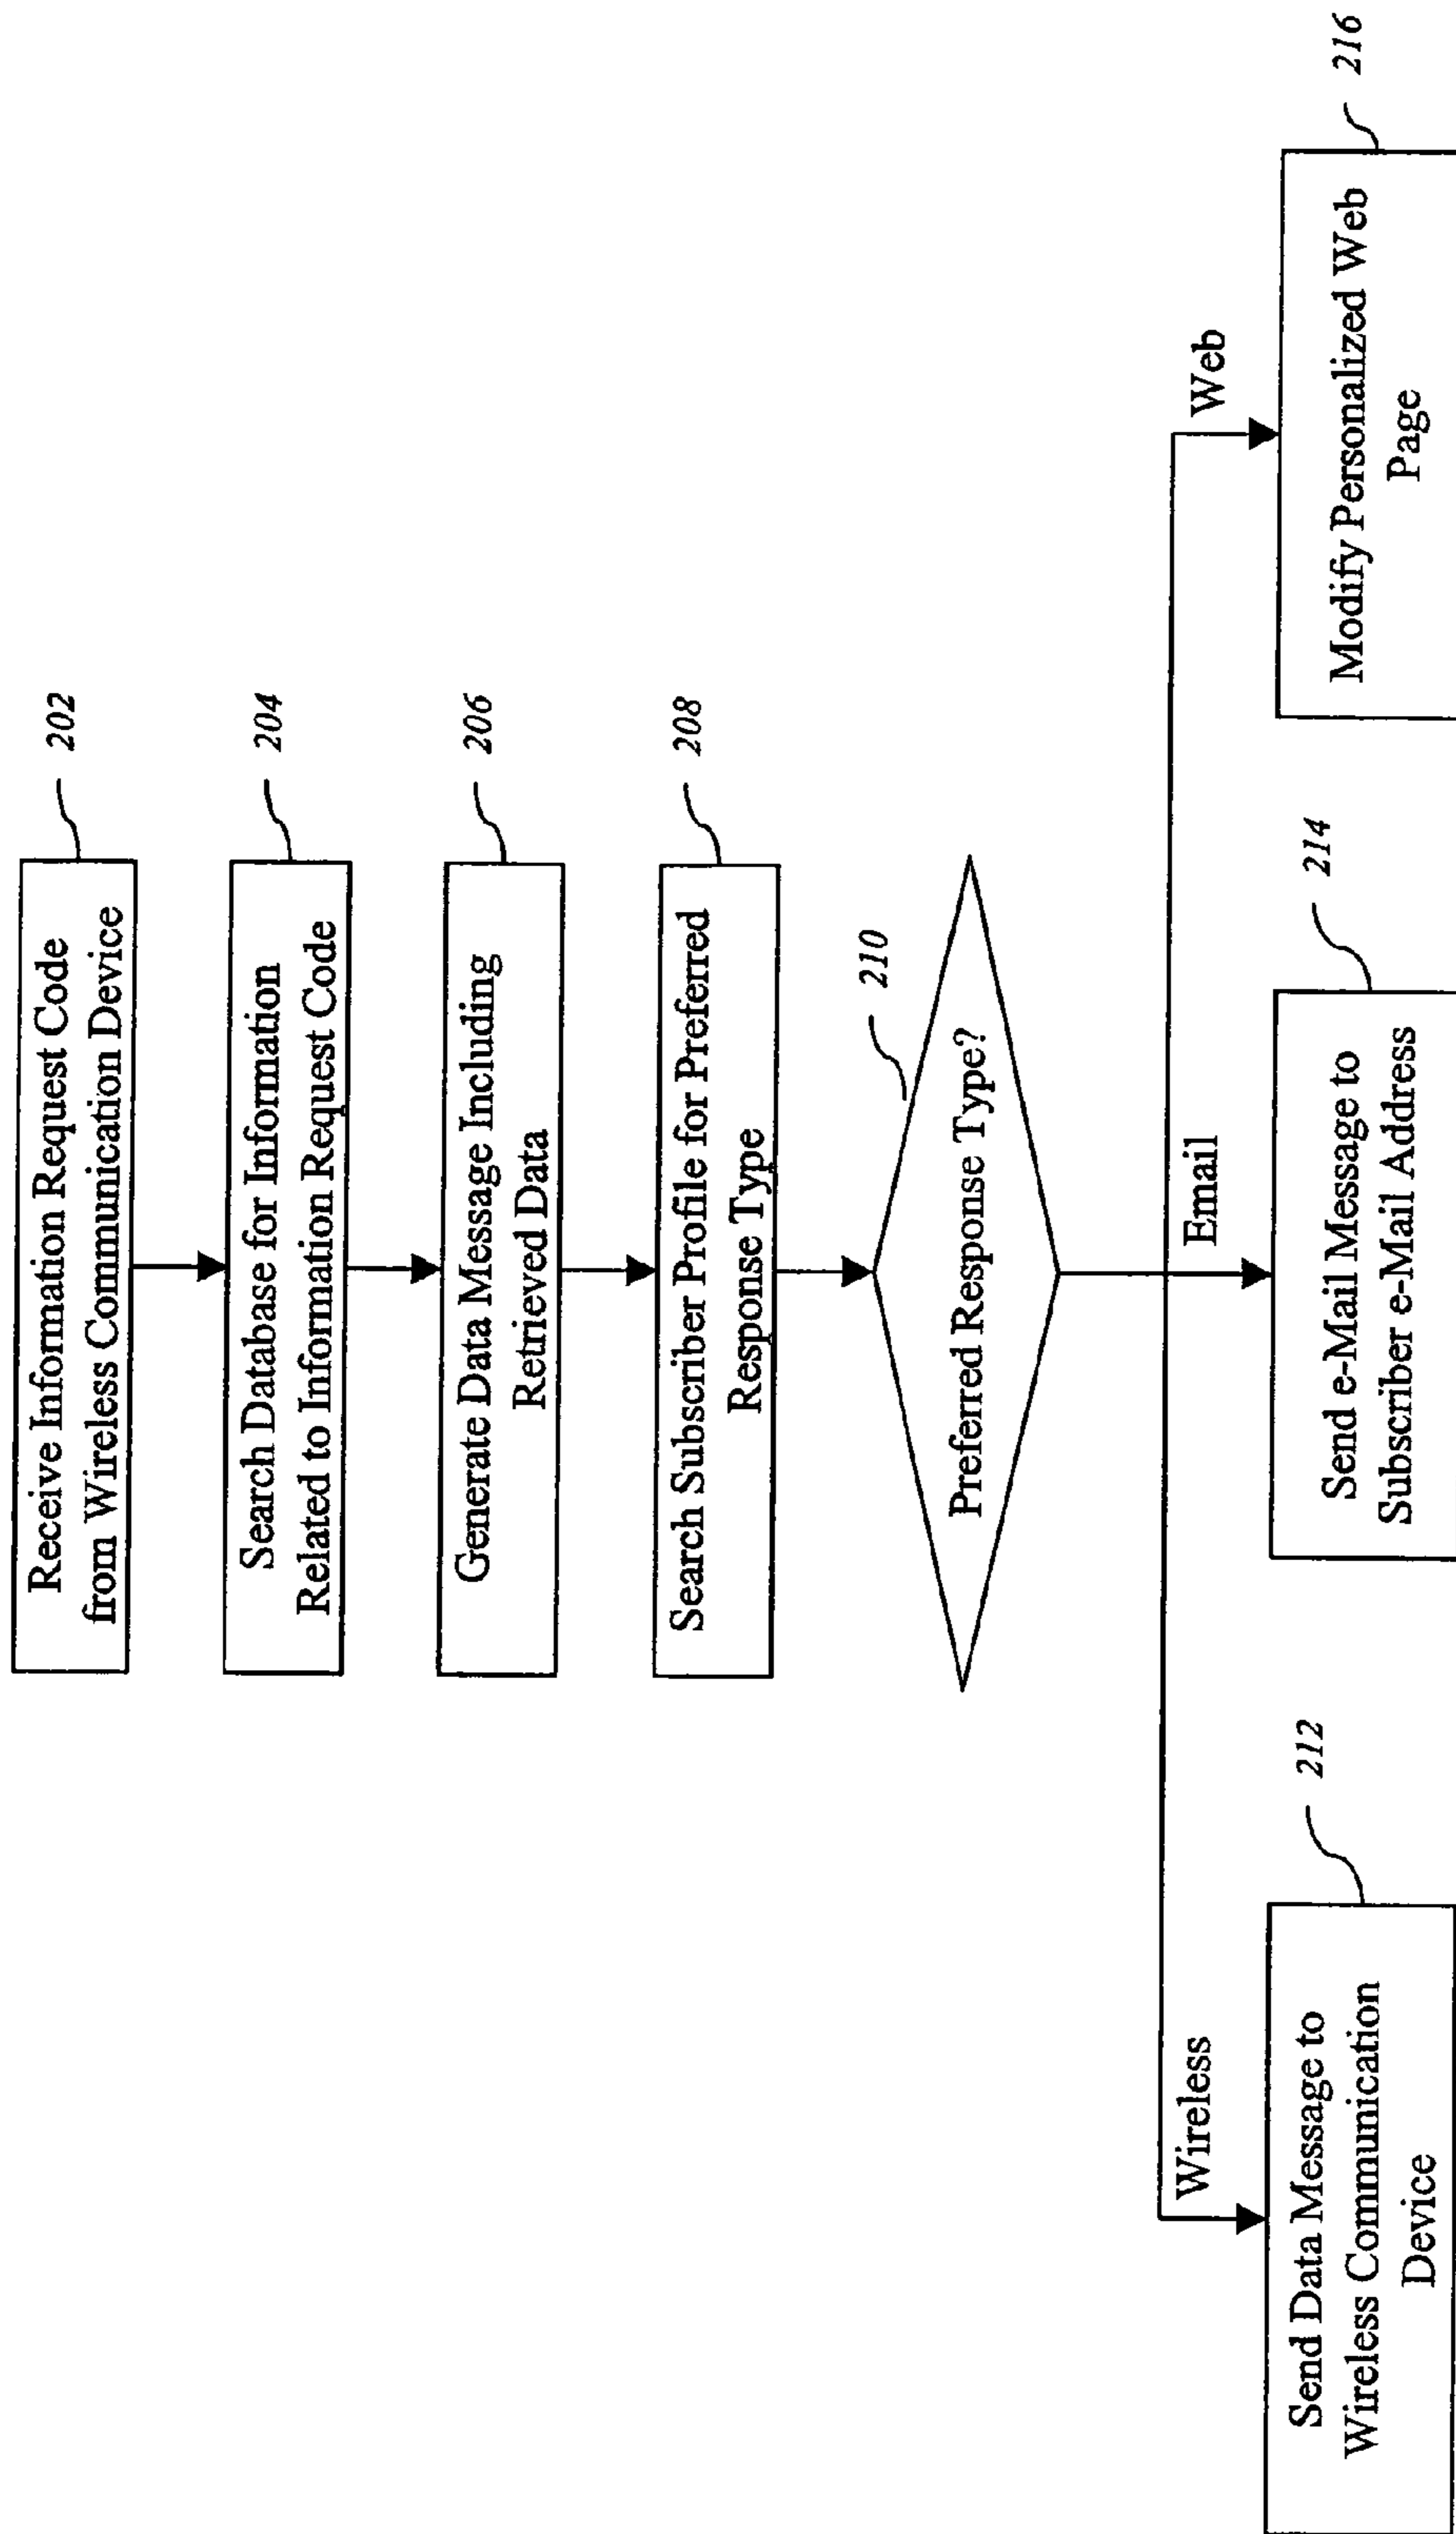 202
Receive Information Request Code
from Wireless Communication Device
204
Search Database for Information
Related to Information Request Code
206
Generate Data Message Including
Retrieved Data
208
Search Subscriber Profile for Preferred
Response Type
210
Preferred Response Type?
Wireless
Email
Web
212
Send Data Message to
Wireless Communication
Device
214
Send e-Mail Message to
Subscriber e-Mail Address
216
Modify Personalized Web
Page